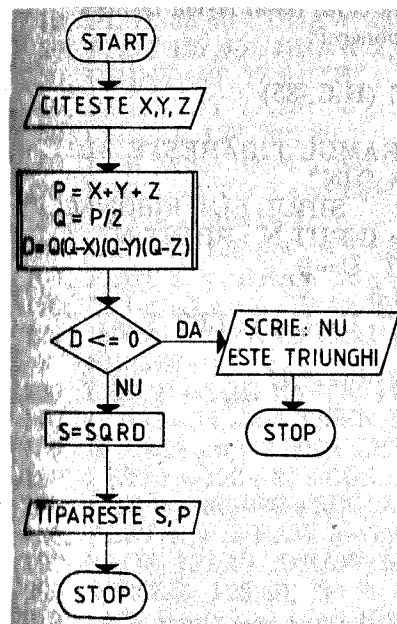 START
CITESTE X,Y,Z
P = X+Y+Z
Q = P/2
D=Q(Q-X)(Q-Y)(Q-Z)
D <= 0
DA
SCRIE: NU
ESTE TRIUNGHI
NU
STOP
S=SQRD
TIPARESTE S,P
STOP